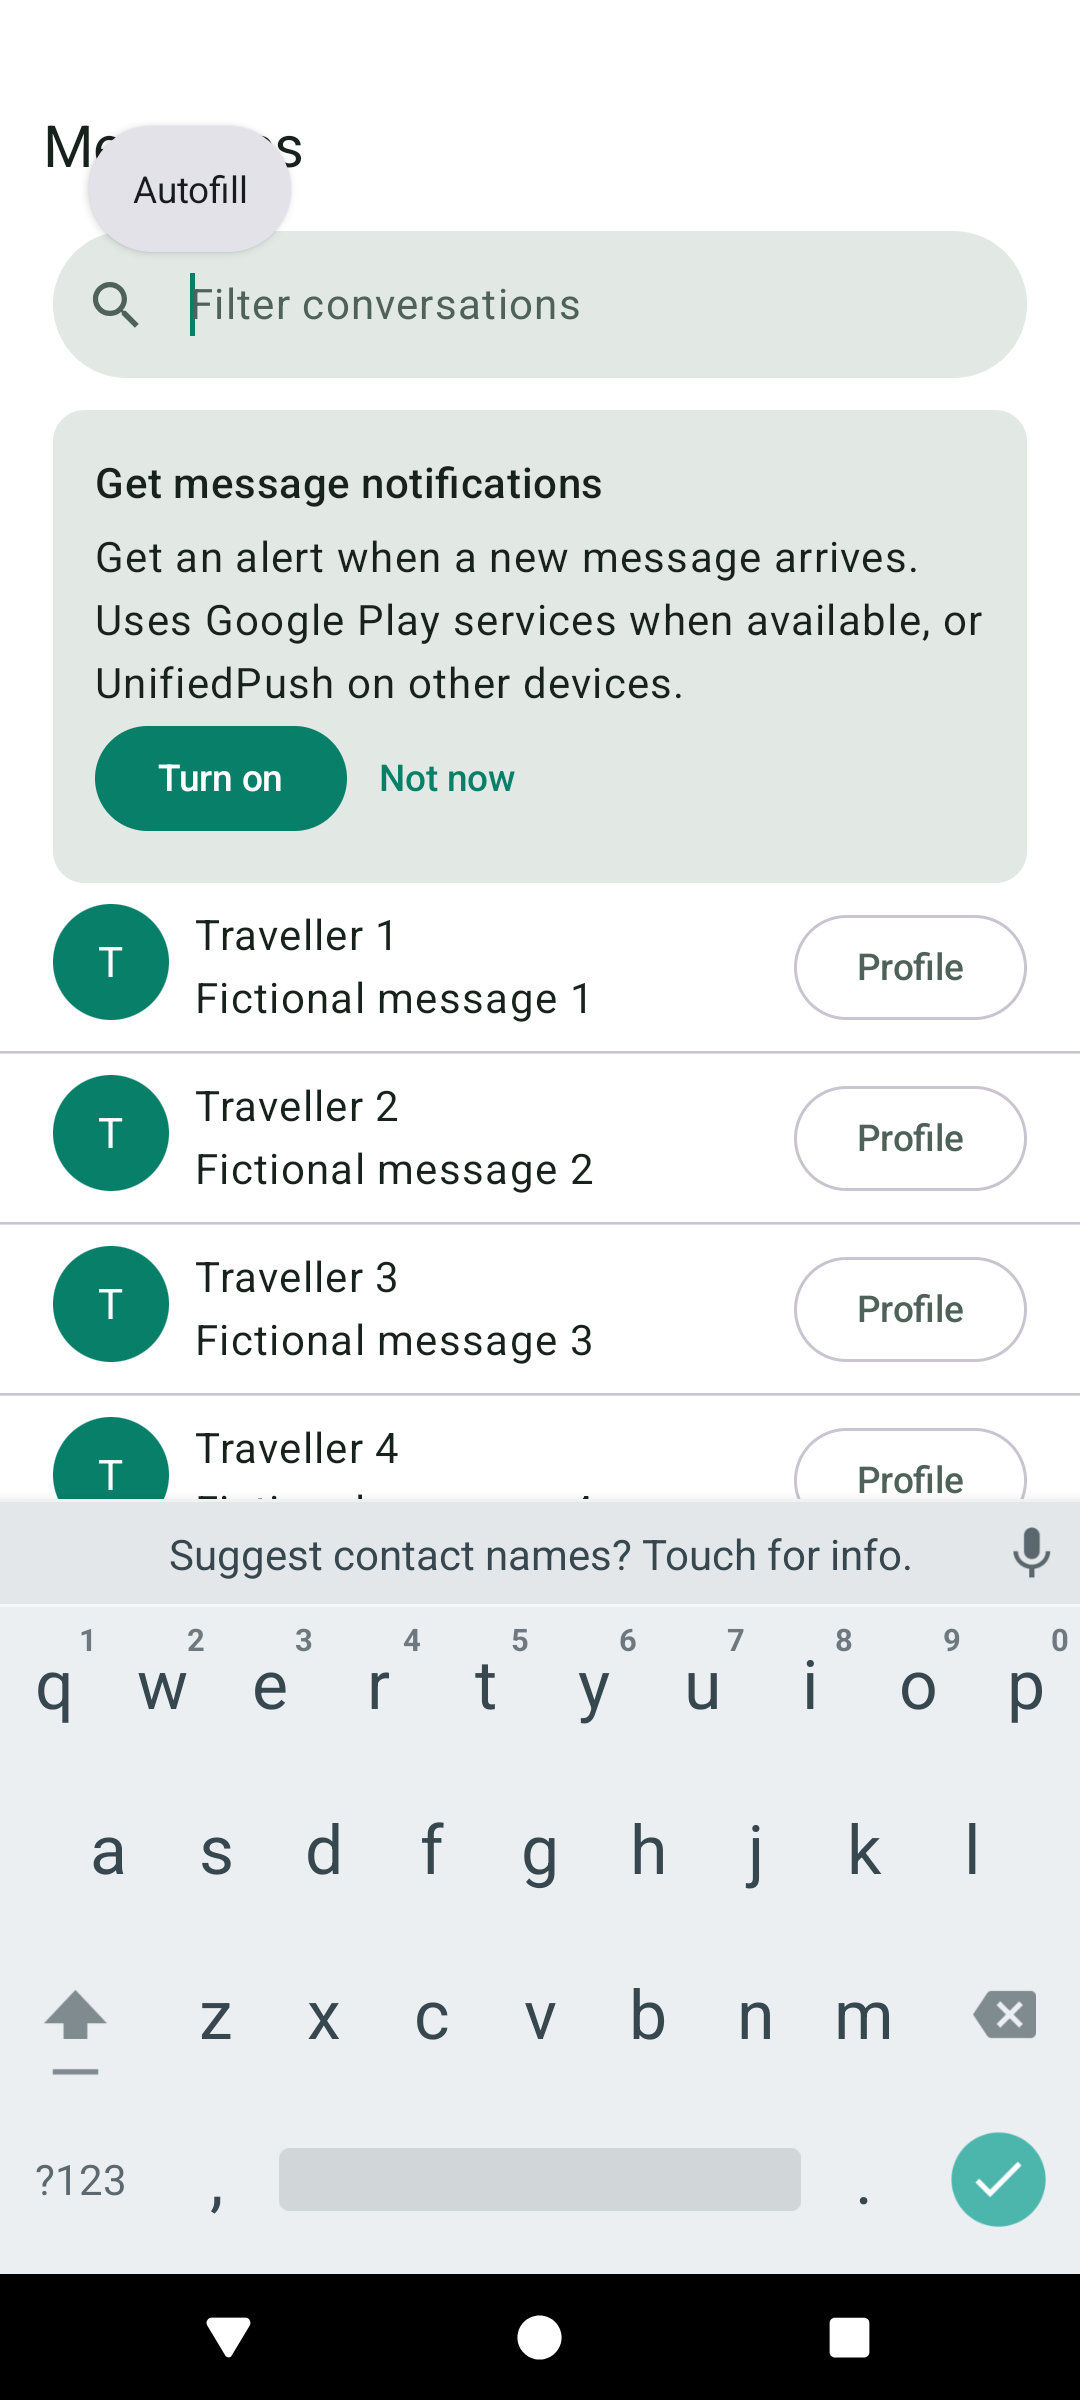 Messages
Autofill
Filter conversations
Get message notifications
Get an alert when a new message arrives.
Uses Google Play services when available, or
UnifiedPush on other devices.
Turn on Not now
T Traveller 1 Profile
Fictional message 1
T Traveller 2 Profile
Fictional message 2
T Traveller 3 Profile
Fictional message 3
T Traveller 4 Profile
Suggest contact names? Touch for info.
1 2 3 4 5 6 7 8 9 0
q w e r t y u i o p
a s d f g h j k l
z x c v b n m
?123 , .